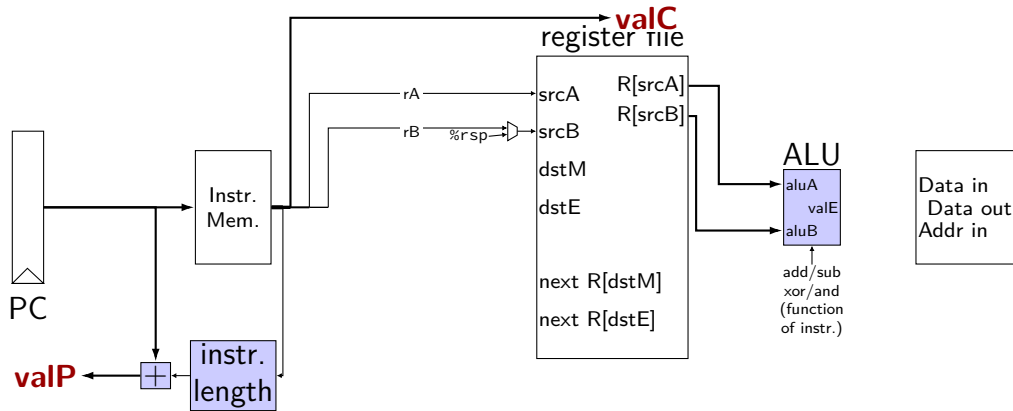 valC
register file
rA
srcA
R[srcA]
R[srcB]
rB
%rsp
srcB
ALU
dstM
aluA
Instr.
Mem.
Data in
valE
Data out
dstE
aluB
Addr in
add/sub
xor/and
(function
of instr.)
next R[dstM]
PC
next R[dstE]
instr.
length
+
valP